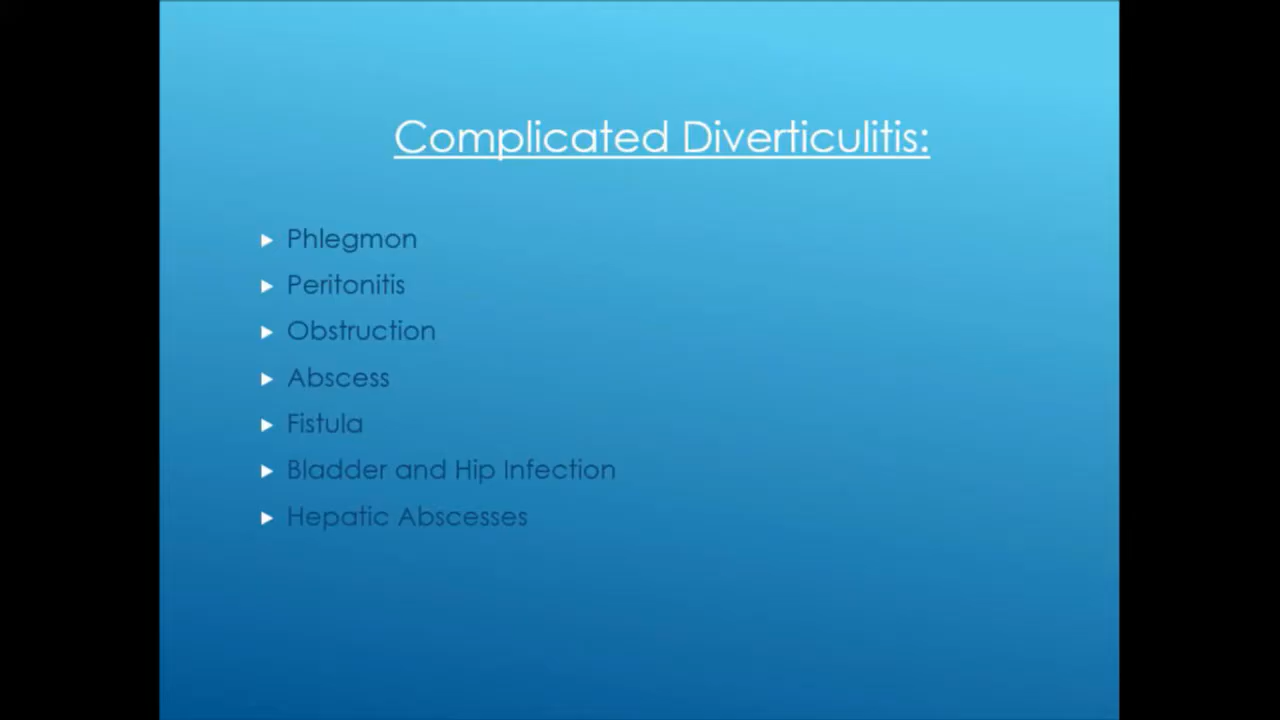 Complicated Diverticulitis:
Phlegmon
Peritonitis
Obstruction
Abscess
Fistula
Bladder and Hip Infection
Hepatic Abscesses